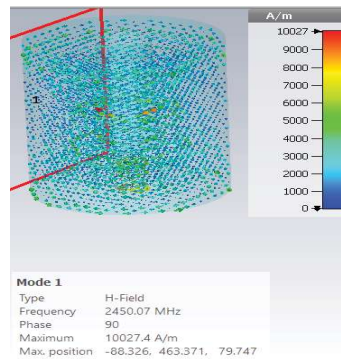 A/m
10027
9000
8000
7000
6000
5000
4000
3000
2000
1000
0
1
Mode 1
Type H-Field
Frequency 2450.07 MHz
Phase 90
Maximum 10027.4 A/m
Max. position -88.326, 463.371, 79.747